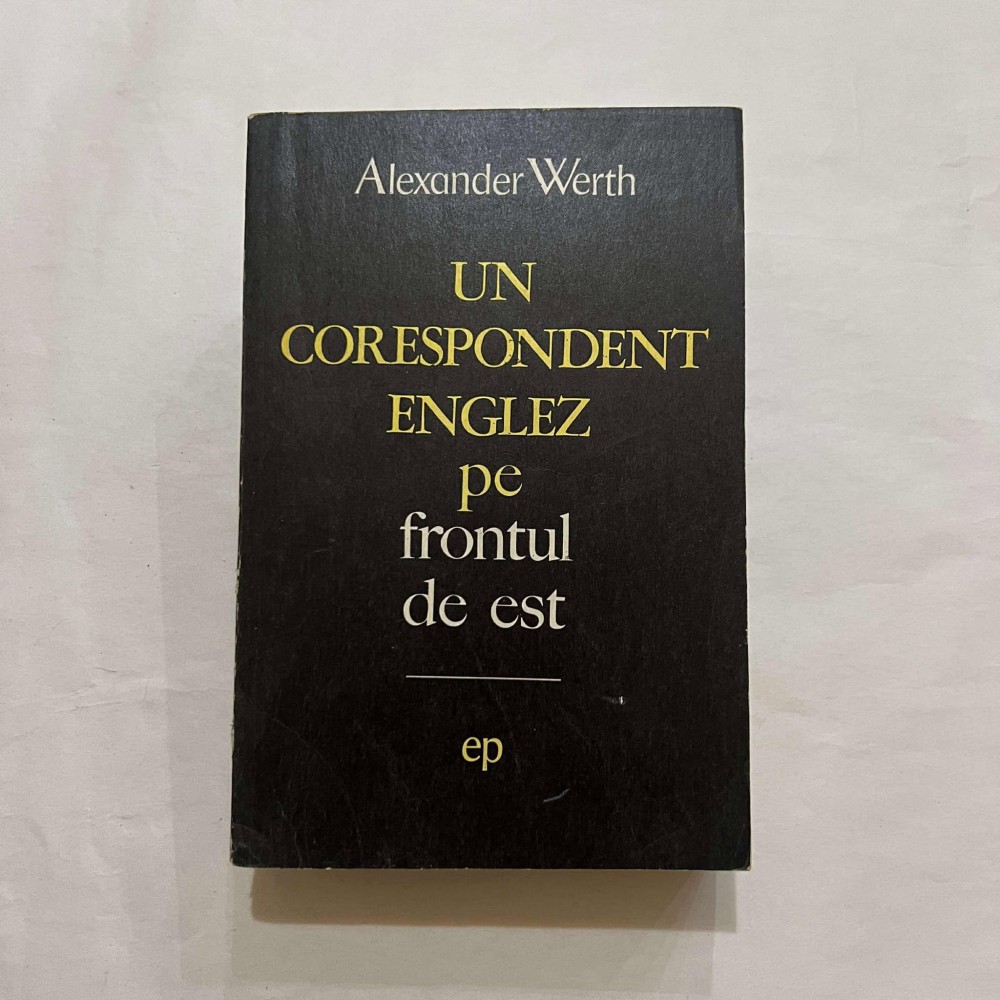 Alexander Werth
UN
CORESPONDENT
ENGLEZ
pe
frontul
de est
ep